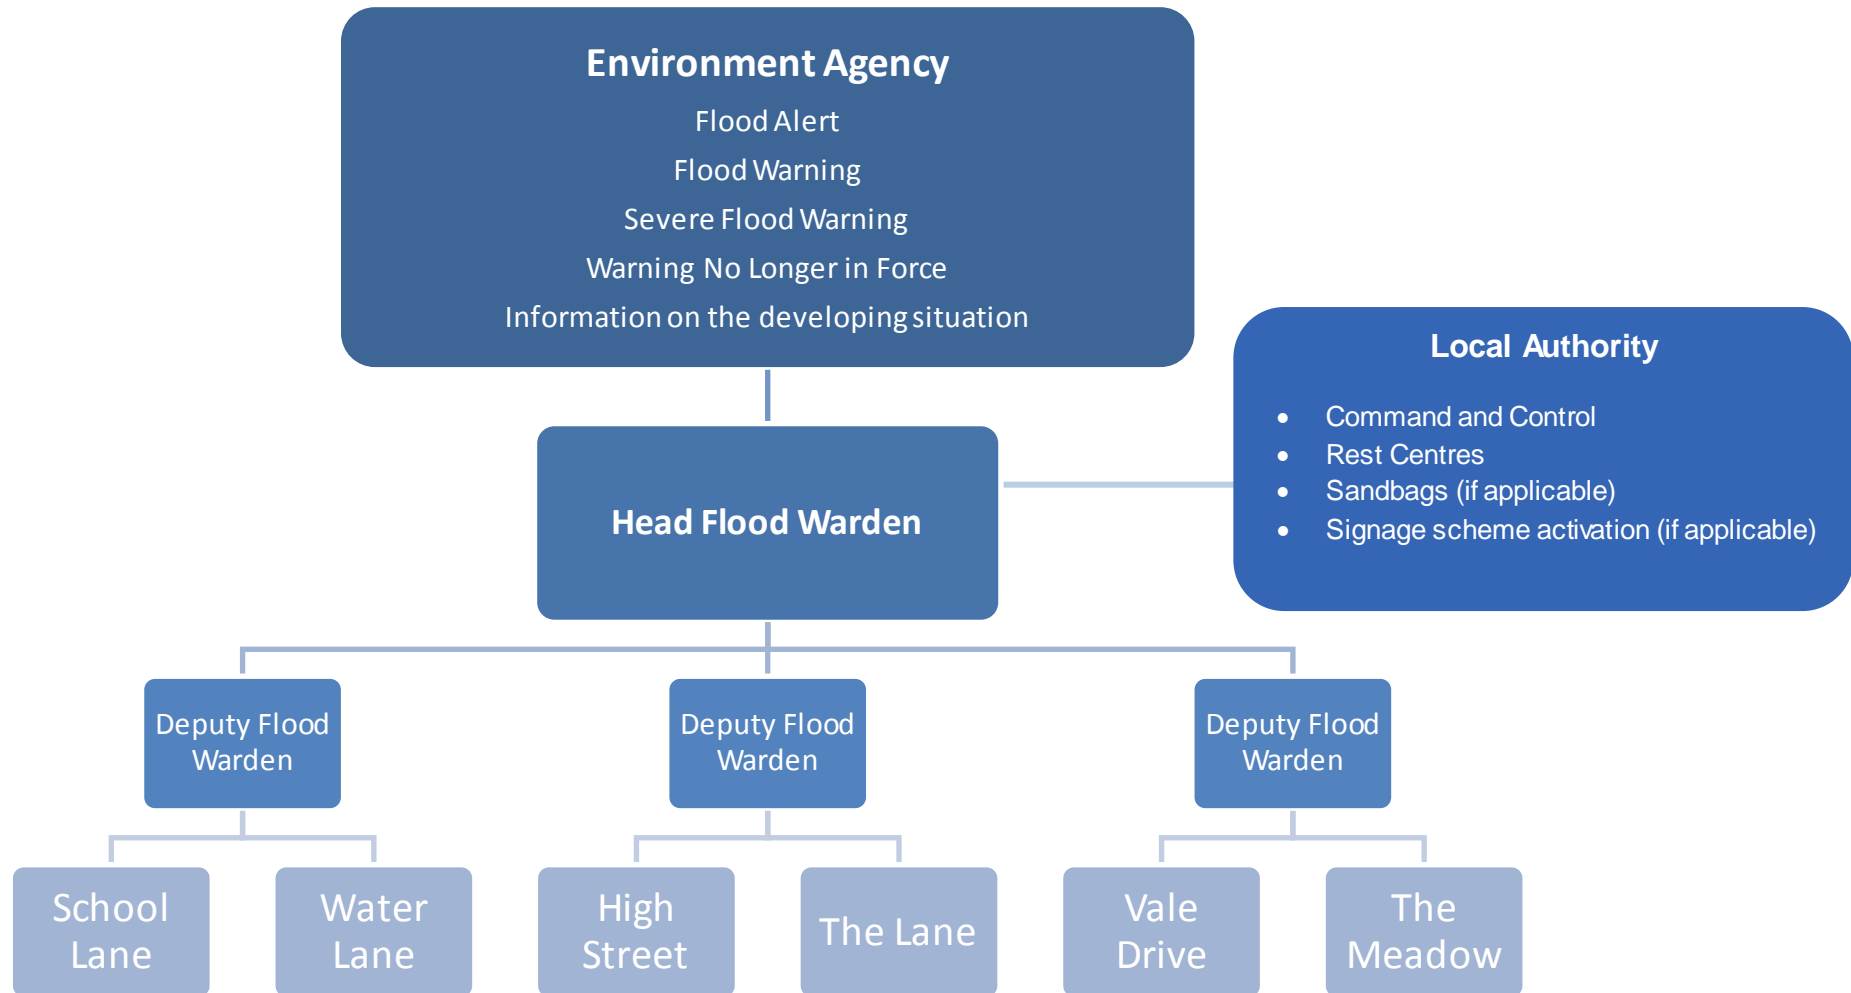 Environment Agency
Flood Alert
Flood Warning
Severe Flood Warning
Warning No Longer in Force
Information on the developing situation
Local Authority
• Command and Control
• Rest Centres
• Sandbags (if applicable)
• Signage scheme activation (if applicable)
Head Flood Warden
Deputy Flood
Warden
Deputy Flood
Warden
Deputy Flood
Warden
School
Lane
Water
Lane
High
Street
The Lane
Vale
Drive
The
Meadow